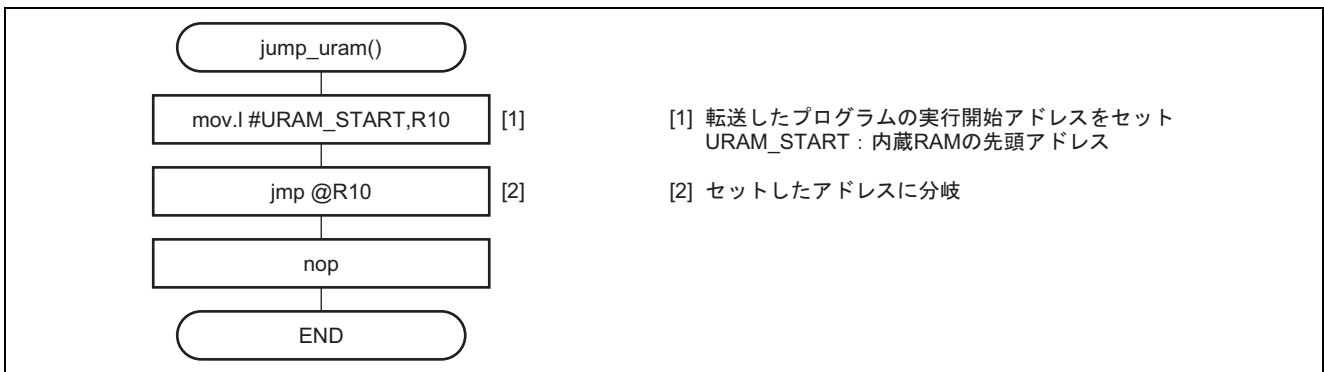 jump_uram()
mov.l #URAM_START,R10 [1] [1] 転送したプログラムの実行開始アドレスをセット
URAM_START：内蔵RAMの先頭アドレス
jmp @R10 [2] [2] セットしたアドレスに分岐
nop
END